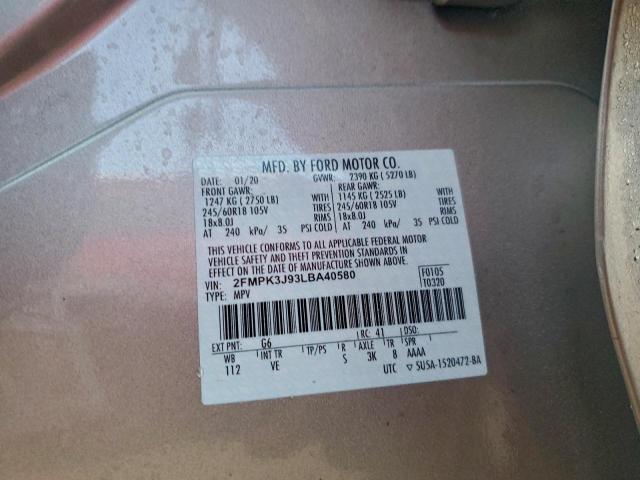 MFD. BY FORD MOTOR CO.
DATE: 01/20 GVWR: 2390 KG ( 5270 LB)
FRONT GAWR: REAR GAWR:
1247 KG ( 2750 LB) WITH 1145 KG ( 2525 LB) WITH
245/60R18 105V TIRES 245/60R18 105V TIRES
18x8.0J RIMS 18x8.0J RIMS
AT 240 kPa/ 35 PSI COLD AT 240 kPa/ 35 PSI COLD
THIS VEHICLE CONFORMS TO ALL APPLICABLE FEDERAL MOTOR
VEHICLE SAFETY AND THEFT PREVENTION STANDARDS IN
EFFECT ON THE DATE OF MANUFACTURE SHOWN ABOVE.
VIN: 2FMPK3J93LBA40580 F0105
TYPE: MPV T0320
EXT PNT: G6 RC: 41 DSO:
WB INT TR TP/PS R AXLE TR SPR
112 VE S 3K 8 AAAA
UTC ▽ SU5A-1520472-BA